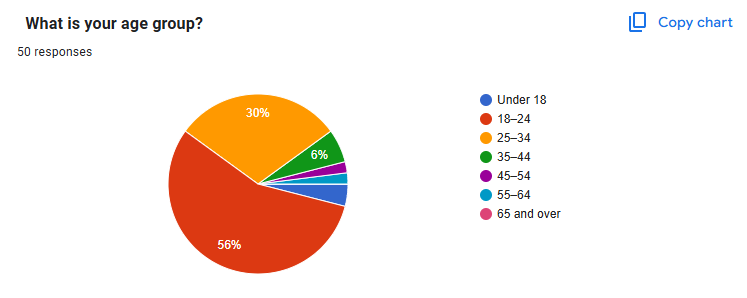 What is your age group?
Copy chart
50 responses
30%
6%
56%
Under 18
18–24
25–34
35–44
45–54
55–64
65 and over